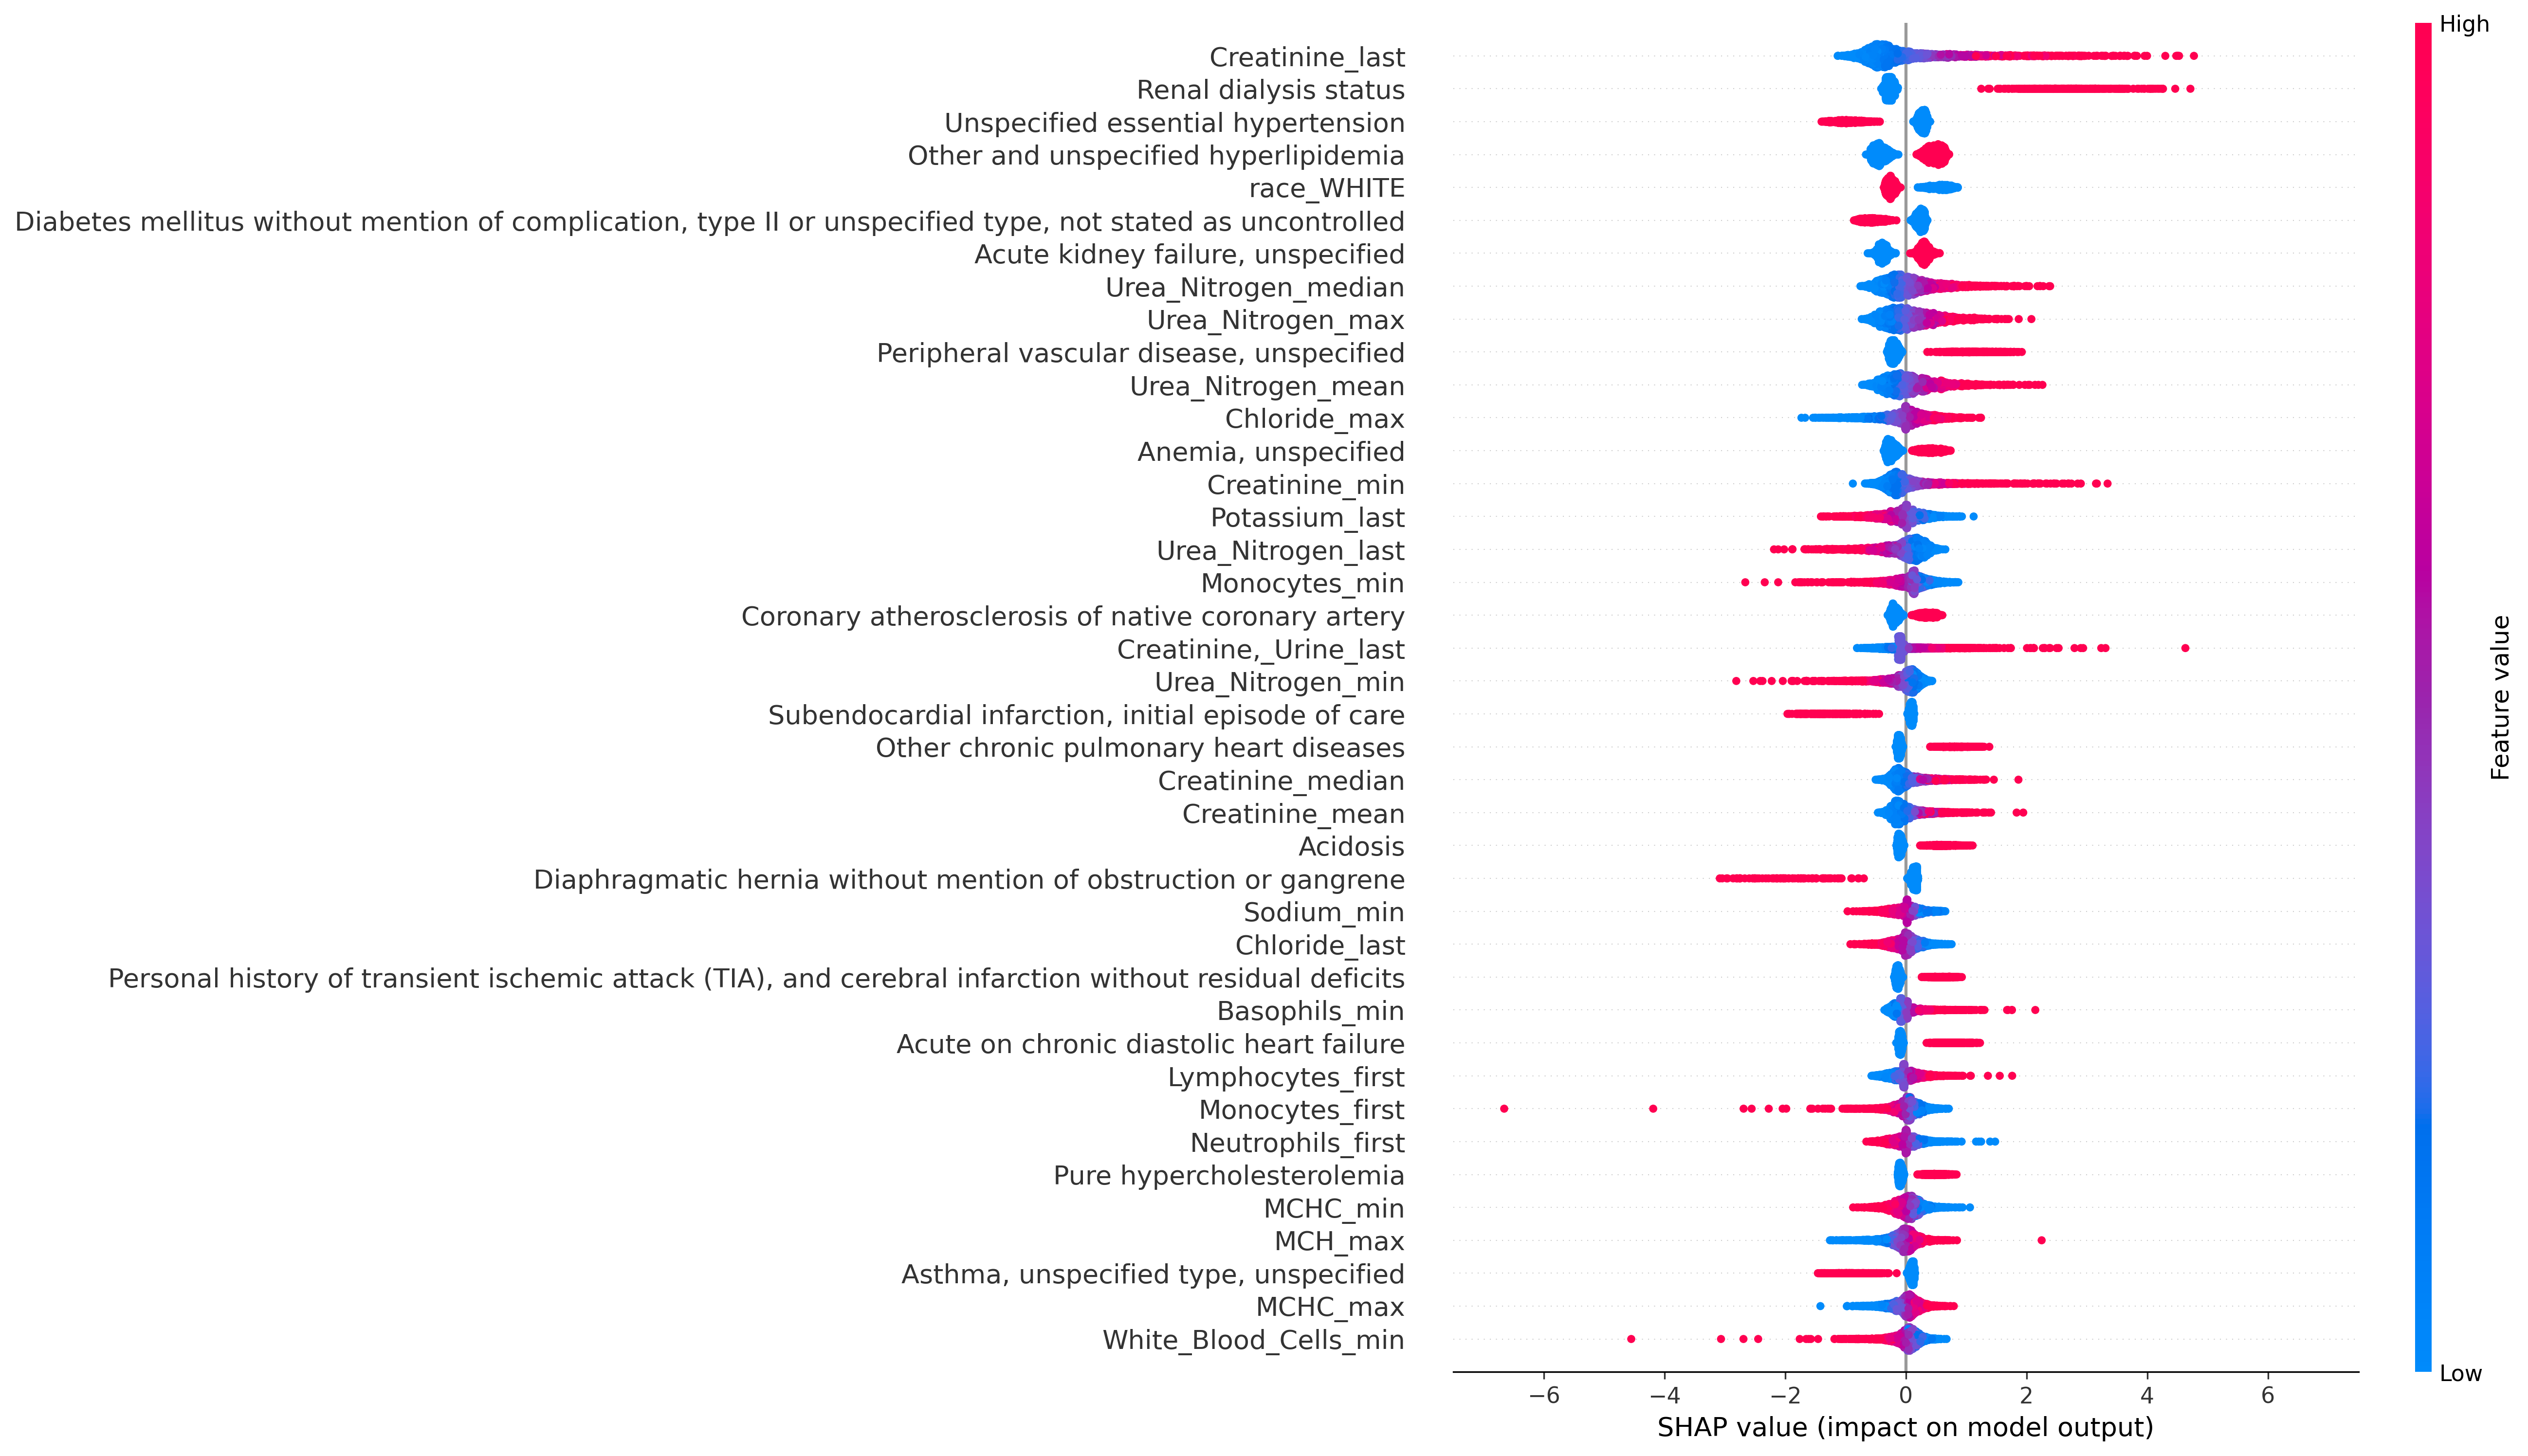 High
Creatinine_last
Renal dialysis status
Unspecified essential hypertension
Other and unspecified hyperlipidemia
race_WHITE
Diabetes mellitus without mention of complication, type II or unspecified type, not stated as uncontrolled
Acute kidney failure, unspecified
Urea_Nitrogen_median
Urea_Nitrogen_max
Peripheral vascular disease, unspecified
Urea_Nitrogen_mean
Chloride_max
Anemia, unspecified
Creatinine_min
Potassium_last
Urea_Nitrogen_last
Monocytes_min
Coronary atherosclerosis of native coronary artery
Creatinine,_Urine_last
Urea_Nitrogen_min
Subendocardial infarction, initial episode of care
Other chronic pulmonary heart diseases
Creatinine_median
Creatinine_mean
Acidosis
Diaphragmatic hernia without mention of obstruction or gangrene
Sodium_min
Chloride_last
Personal history of transient ischemic attack (TIA), and cerebral infarction without residual deficits
Basophils_min
Acute on chronic diastolic heart failure
Lymphocytes_first
Monocytes_first
Neutrophils_first
Pure hypercholesterolemia
MCHC_min
MCH_max
Asthma, unspecified type, unspecified
MCHC_max
White_Blood_Cells_min
Feature value
Low
−6 −4 −2 0 2 4 6
SHAP value (impact on model output)